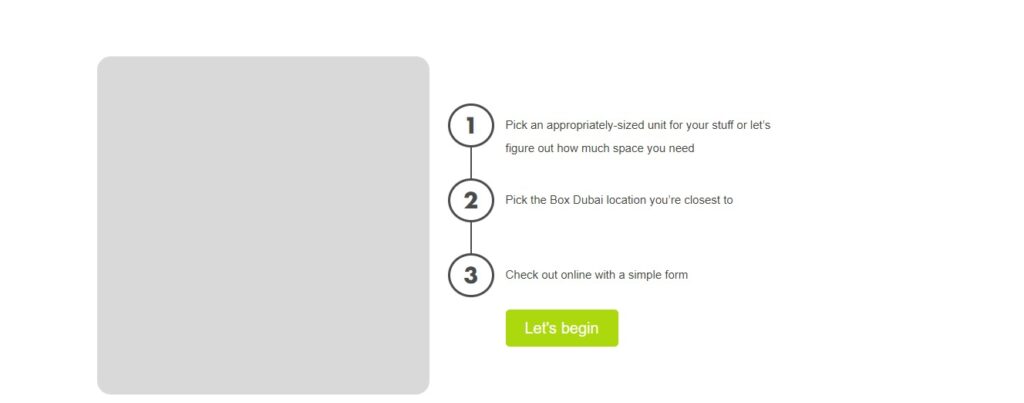 1
Pick an appropriately-sized unit for your stuff or let's
figure out how much space you need
2
Pick the Box Dubai location you're closest to
3
Check out online with a simple form
Let's begin